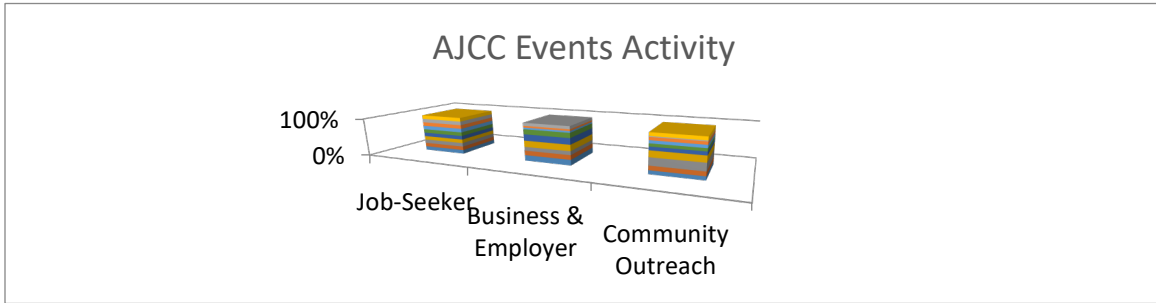 AJCC Events Activity
100%
0%
Job-Seeker
Business &
Employer
Community
Outreach